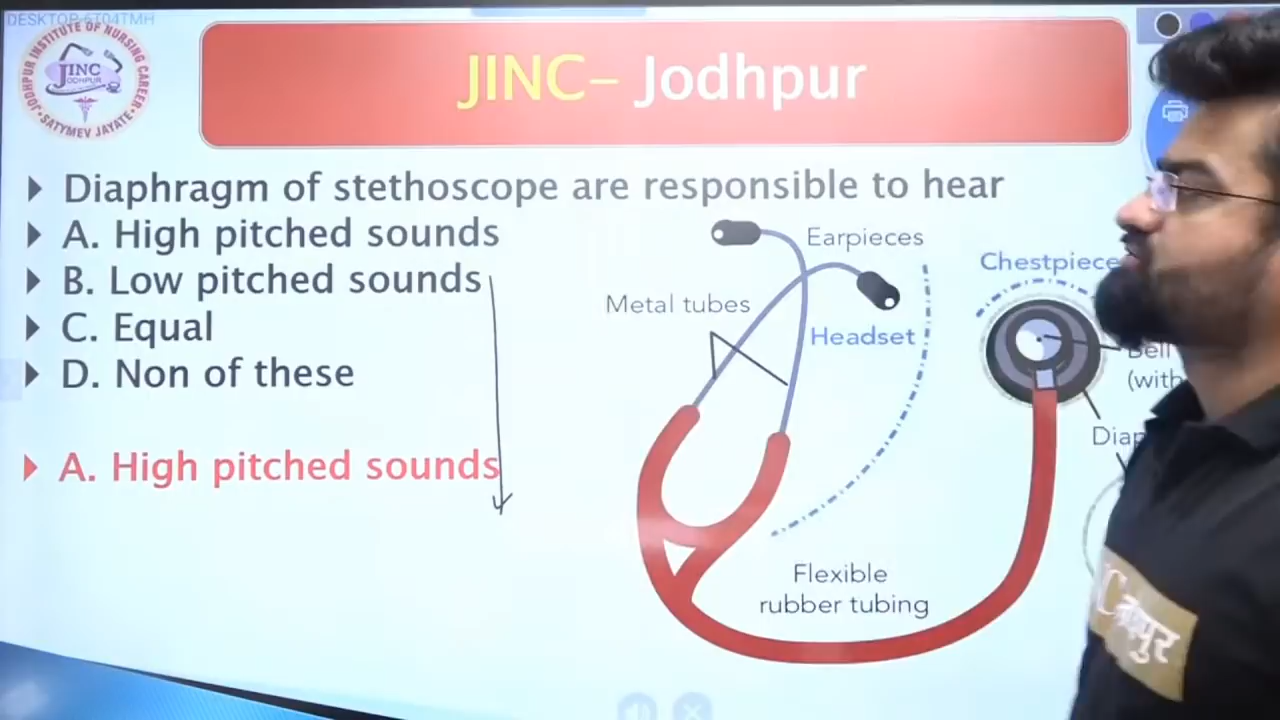 DESKTOP-6T04TMH
JODHPUR INSTITUTE OF NURSING CAREER
JINC
JODHPUR
SATYMEV JAYATE
JINC- Jodhpur
Diaphragm of stethoscope are responsible to hear
A. High pitched sounds
B. Low pitched sounds
C. Equal
D. Non of these
A. High pitched sounds
Earpieces
Metal tubes
Headset
Chestpiece
Bell
(with
Diap
Flexible
rubber tubing